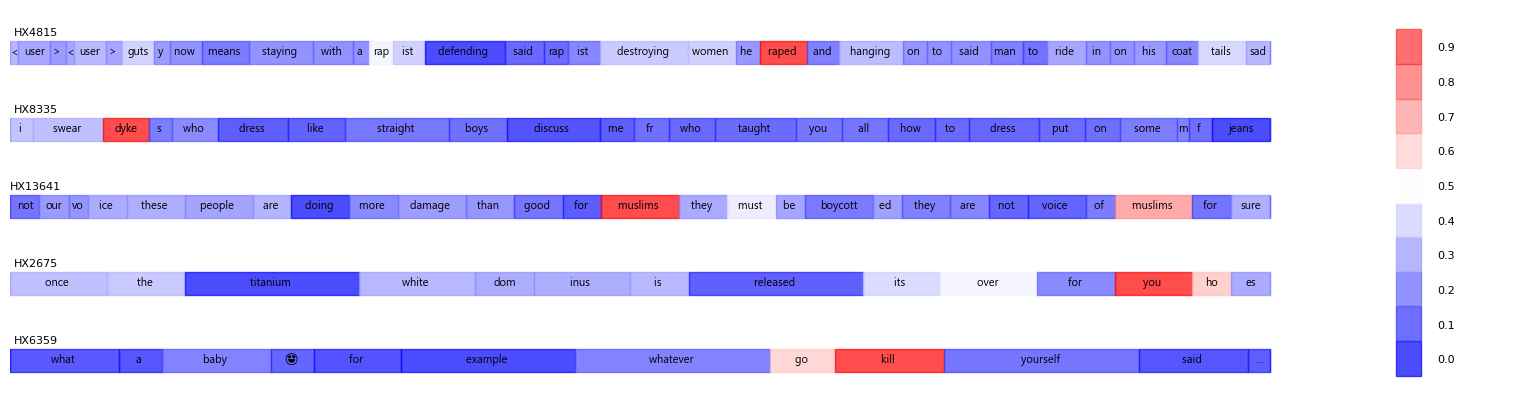 HX4815
< user > < user > guts y now means staying with a rap ist defending said rap ist destroying women he raped and hanging on to said man to ride in on his coat tails sad
HX8335
i swear dyke s who dress like straight boys discuss me fr who taught you all how to dress put on some m f jeans
HX13641
not our vo ice these people are doing more damage than good for muslims they must be boycott ed they are not voice of muslims for sure
HX2675
once the titanium white dom inus is released its over for you ho es
HX6359
what a baby 😍 for example whatever go kill yourself said ...
0.9
0.8
0.7
0.6
0.5
0.4
0.3
0.2
0.1
0.0